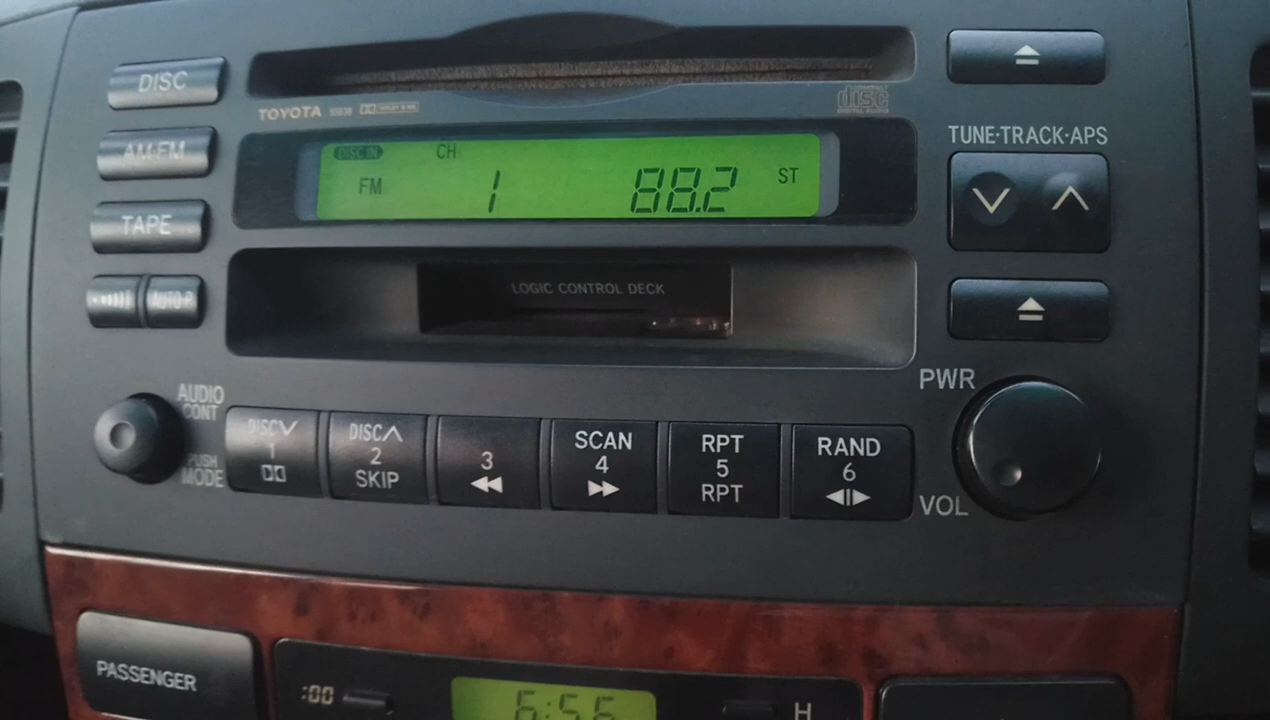 DISC
TOYOTA
disc
AM·FM
DISC IN
CH
FM 1 88.2 ST
TUNE·TRACK·APS
TAPE
AUTO·P
LOGIC CONTROL DECK
AUDIO
CONT
PUSH
MODE
DISC
1
DISC
2
SKIP
3
SCAN
4
RPT
5
RPT
RAND
6
PWR
VOL
PASSENGER
:00
6:56
H